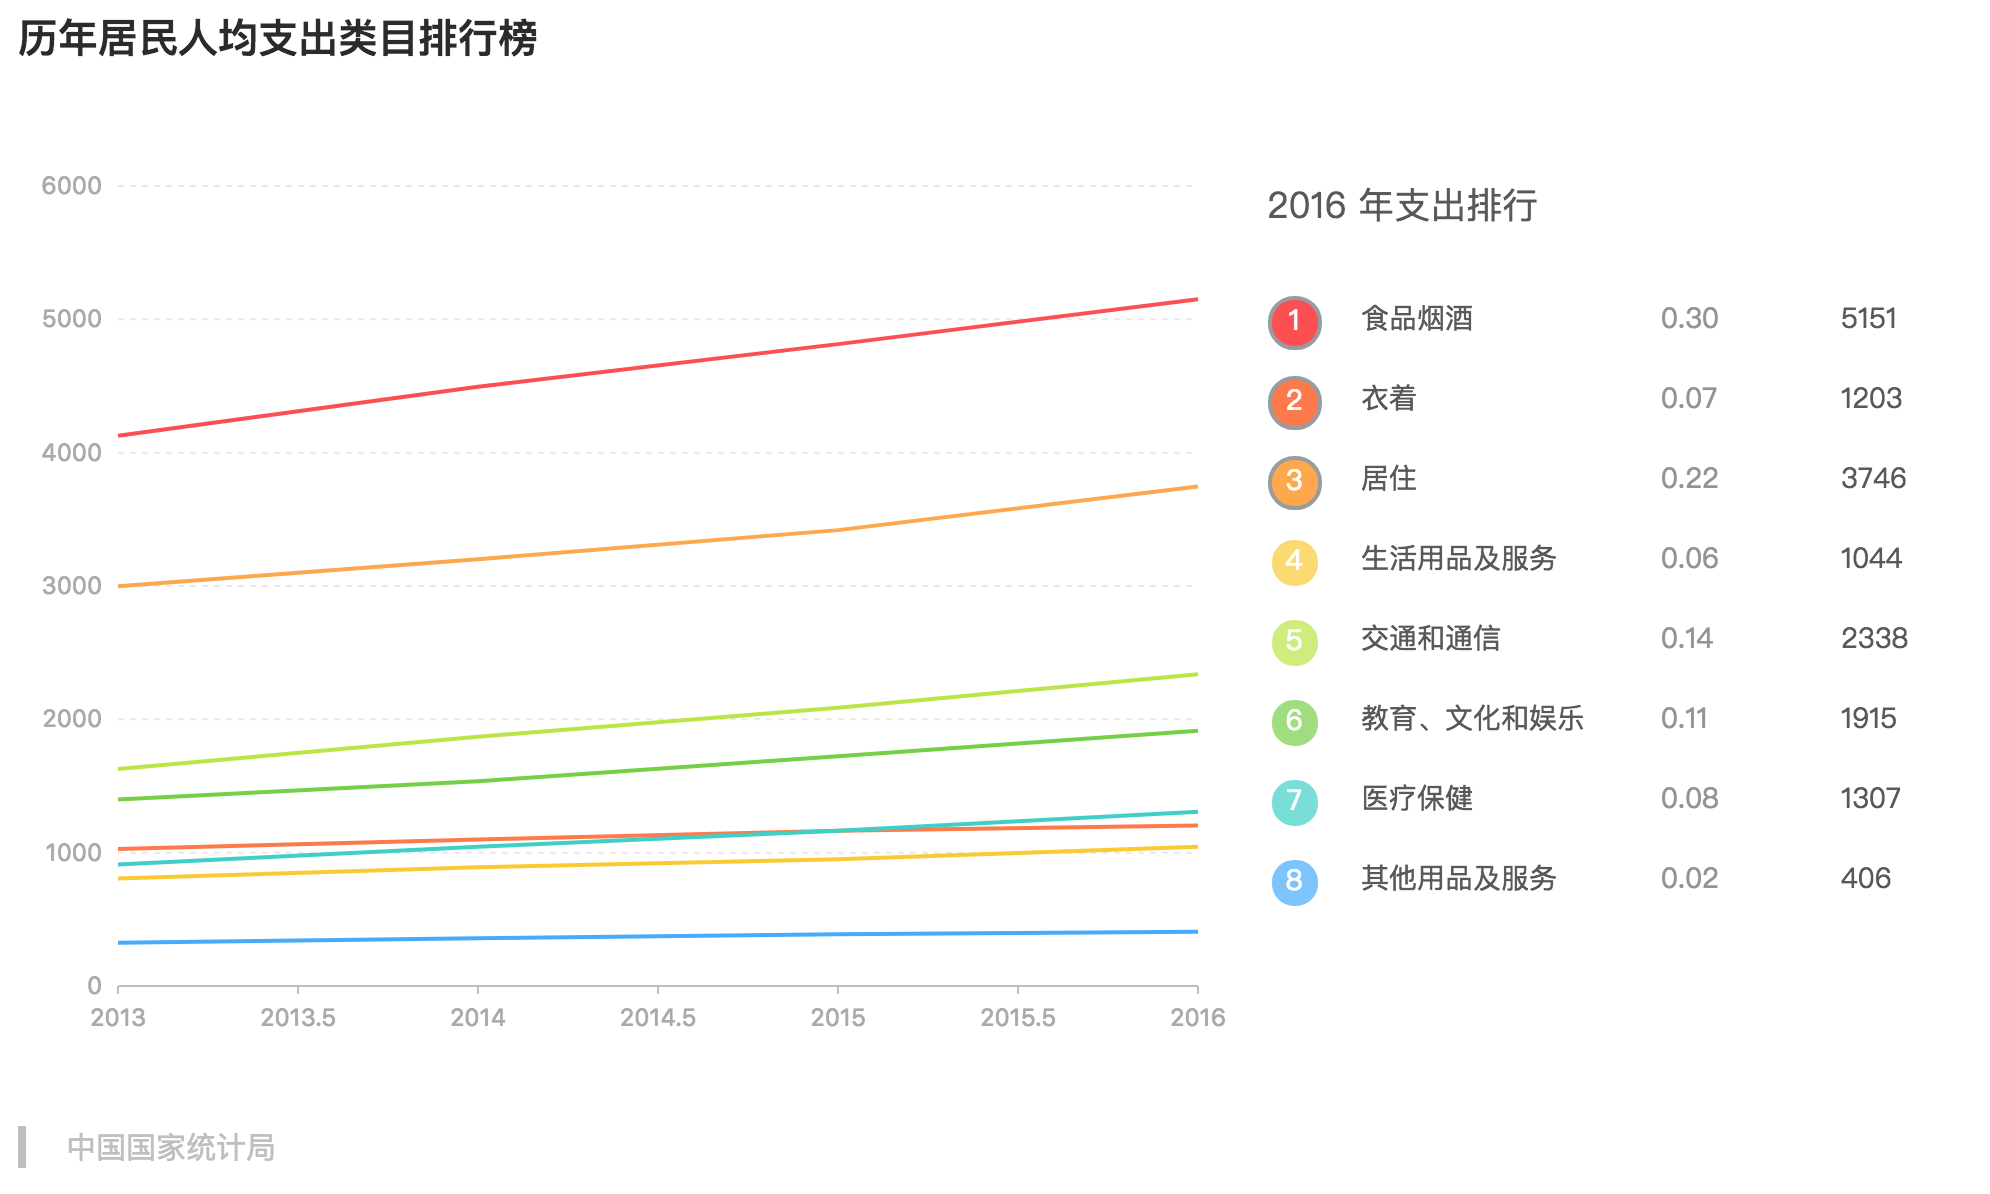 历年居民人均支出类目排行榜
6000
5000
4000
3000
2000
1000
0
2013 2013.5 2014 2014.5 2015 2015.5 2016
2016 年支出排行
1 食品烟酒 0.30 5151
2 衣着 0.07 1203
3 居住 0.22 3746
4 生活用品及服务 0.06 1044
5 交通和通信 0.14 2338
6 教育、文化和娱乐 0.11 1915
7 医疗保健 0.08 1307
8 其他用品及服务 0.02 406
中国国家统计局